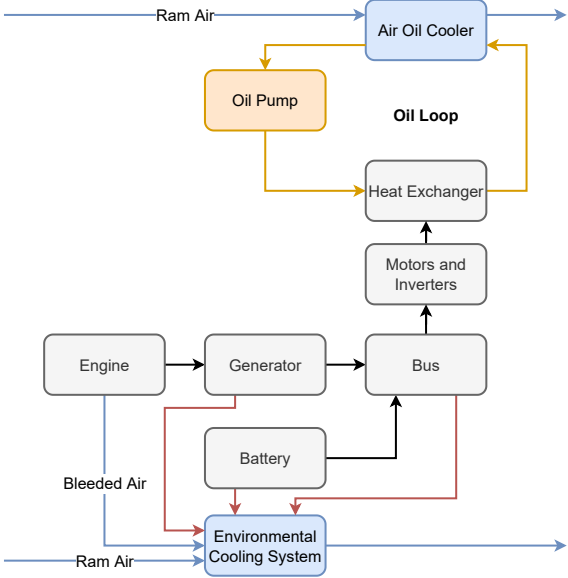 Ram Air
Air Oil Cooler
Oil Pump
Oil Loop
Heat Exchanger
Motors and
Inverters
Engine
Generator
Bus
Battery
Bleeded Air
Environmental
Cooling System
Ram Air